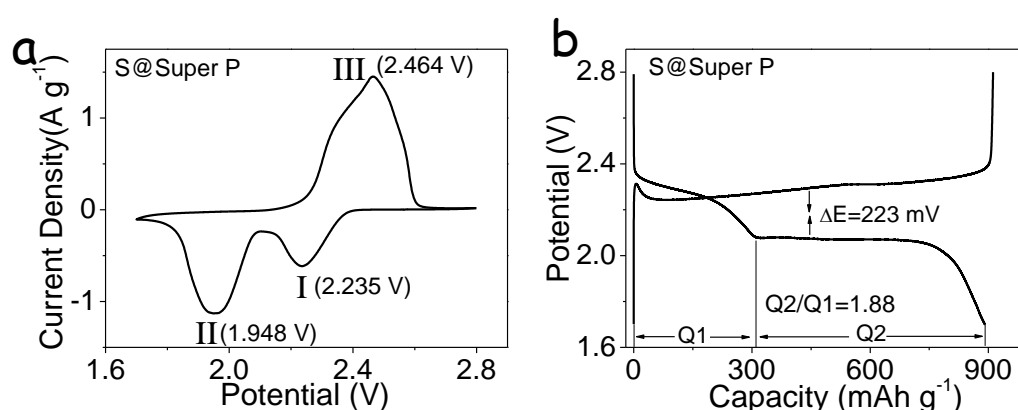 a
S@Super P
III (2.464 V)
I (2.235 V)
II (1.948 V)
Current Density(A g⁻¹)
1
0
-1
1.6 2.0 2.4 2.8
Potential (V)
b
S@Super P
ΔE=223 mV
Q2/Q1=1.88
Q1 Q2
Potential (V)
2.8
2.4
2.0
1.6
0 300 600 900
Capacity (mAh g⁻¹)